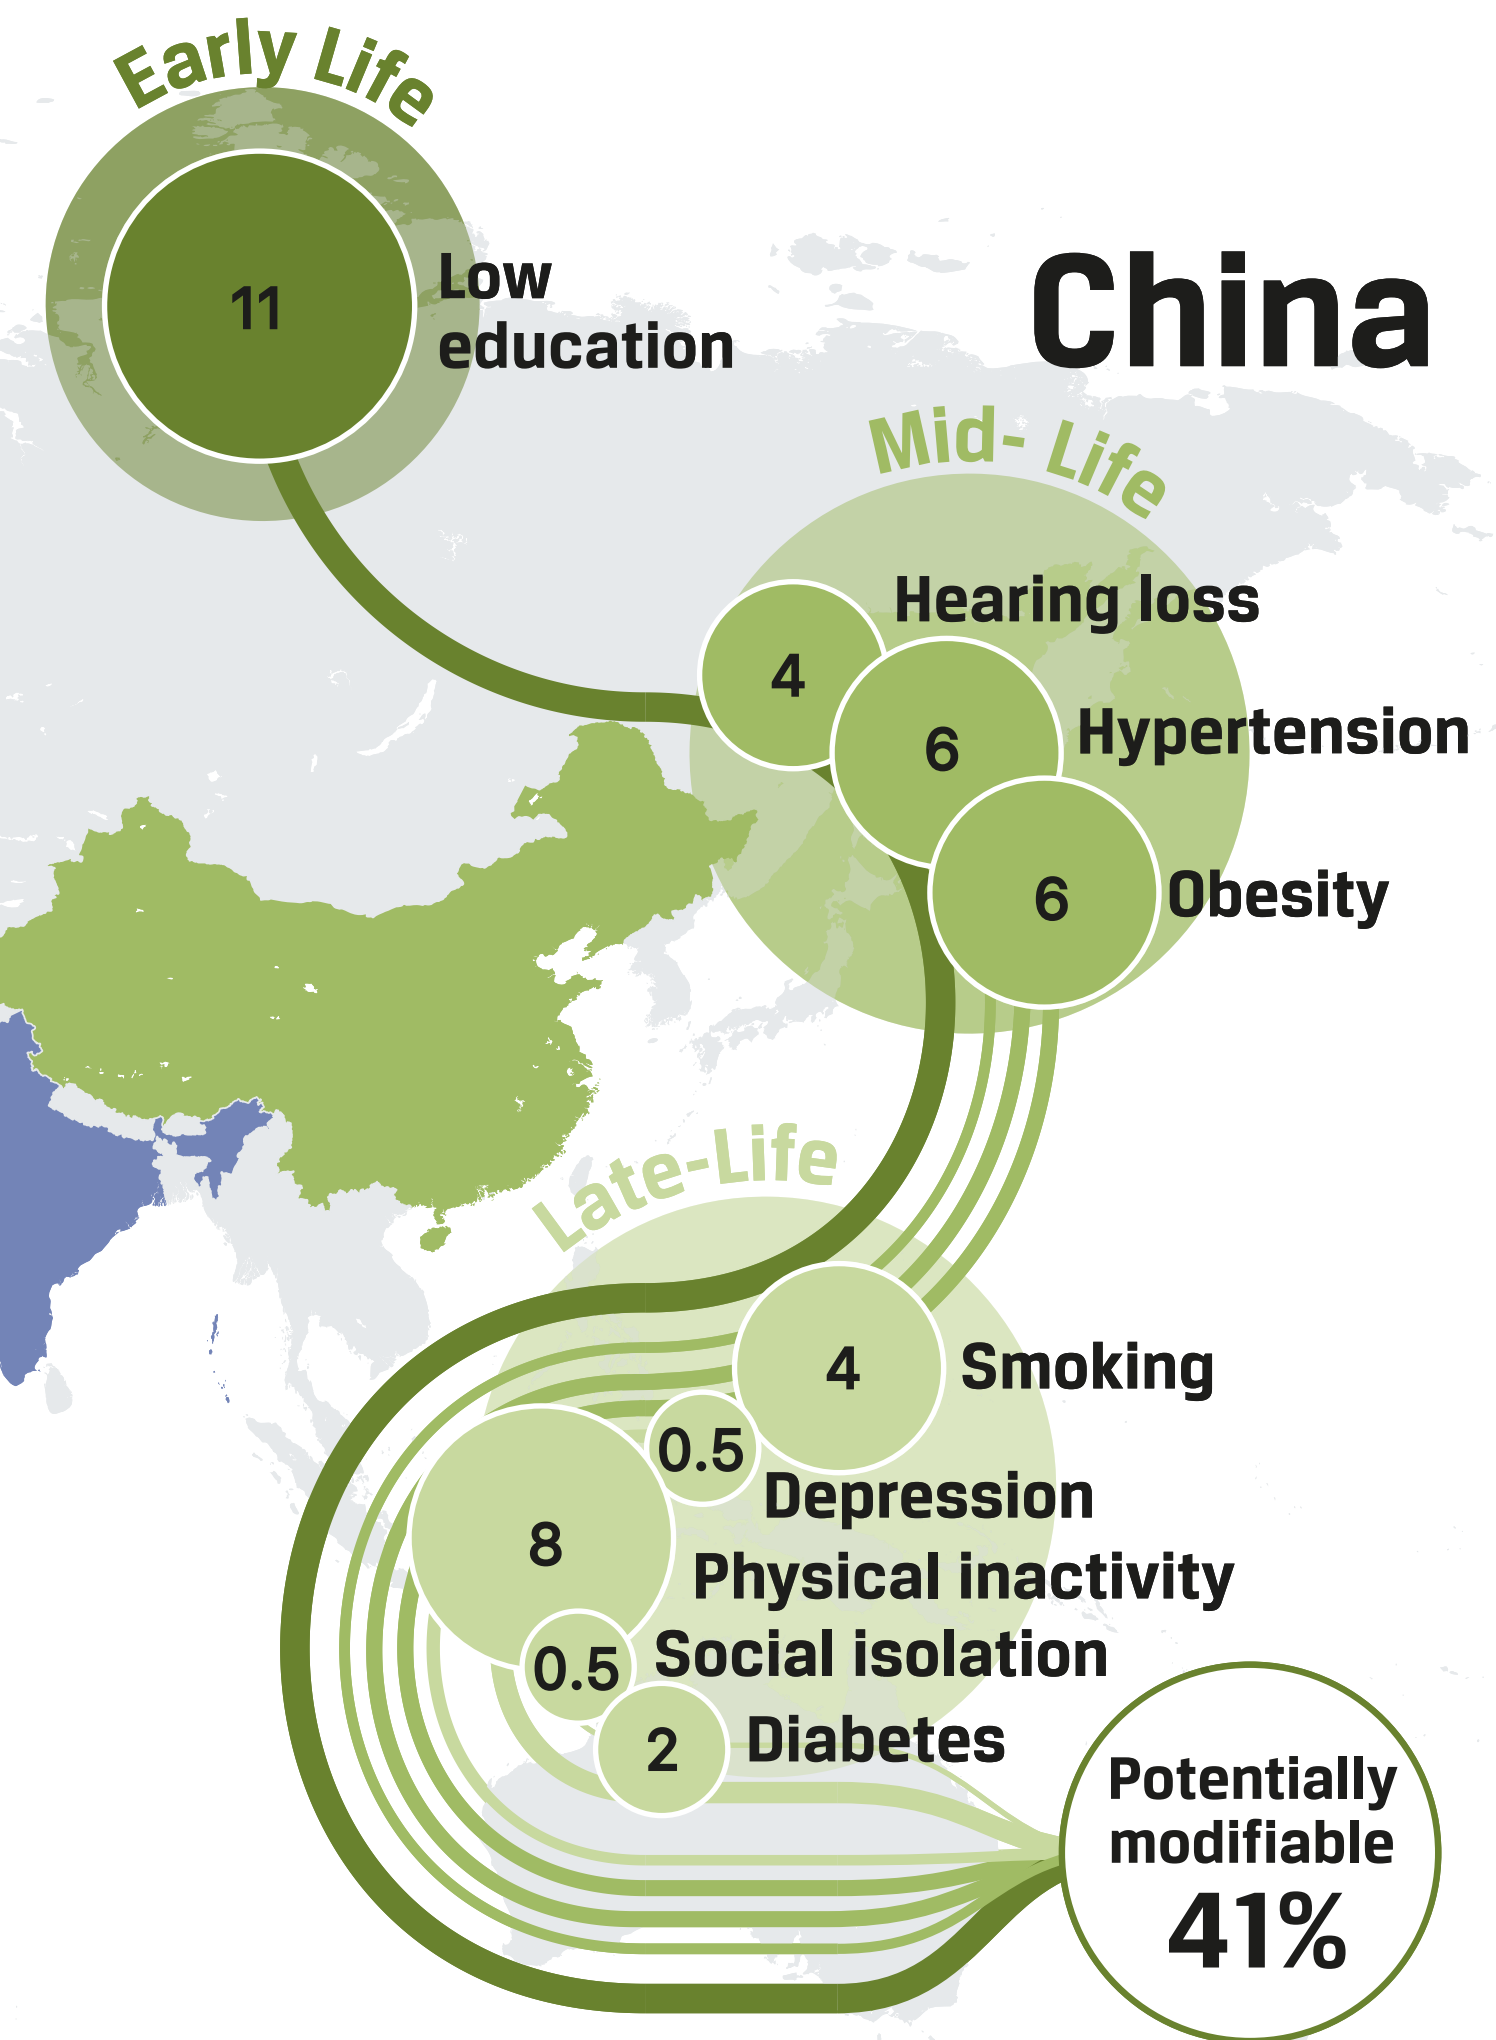 Early Life
11
Low
education
China
Mid- Life
Hearing loss
4
6
Hypertension
6
Obesity
Late-Life
4
Smoking
0.5
Depression
8
Physical inactivity
0.5
Social isolation
2
Diabetes
Potentially
modifiable
41%